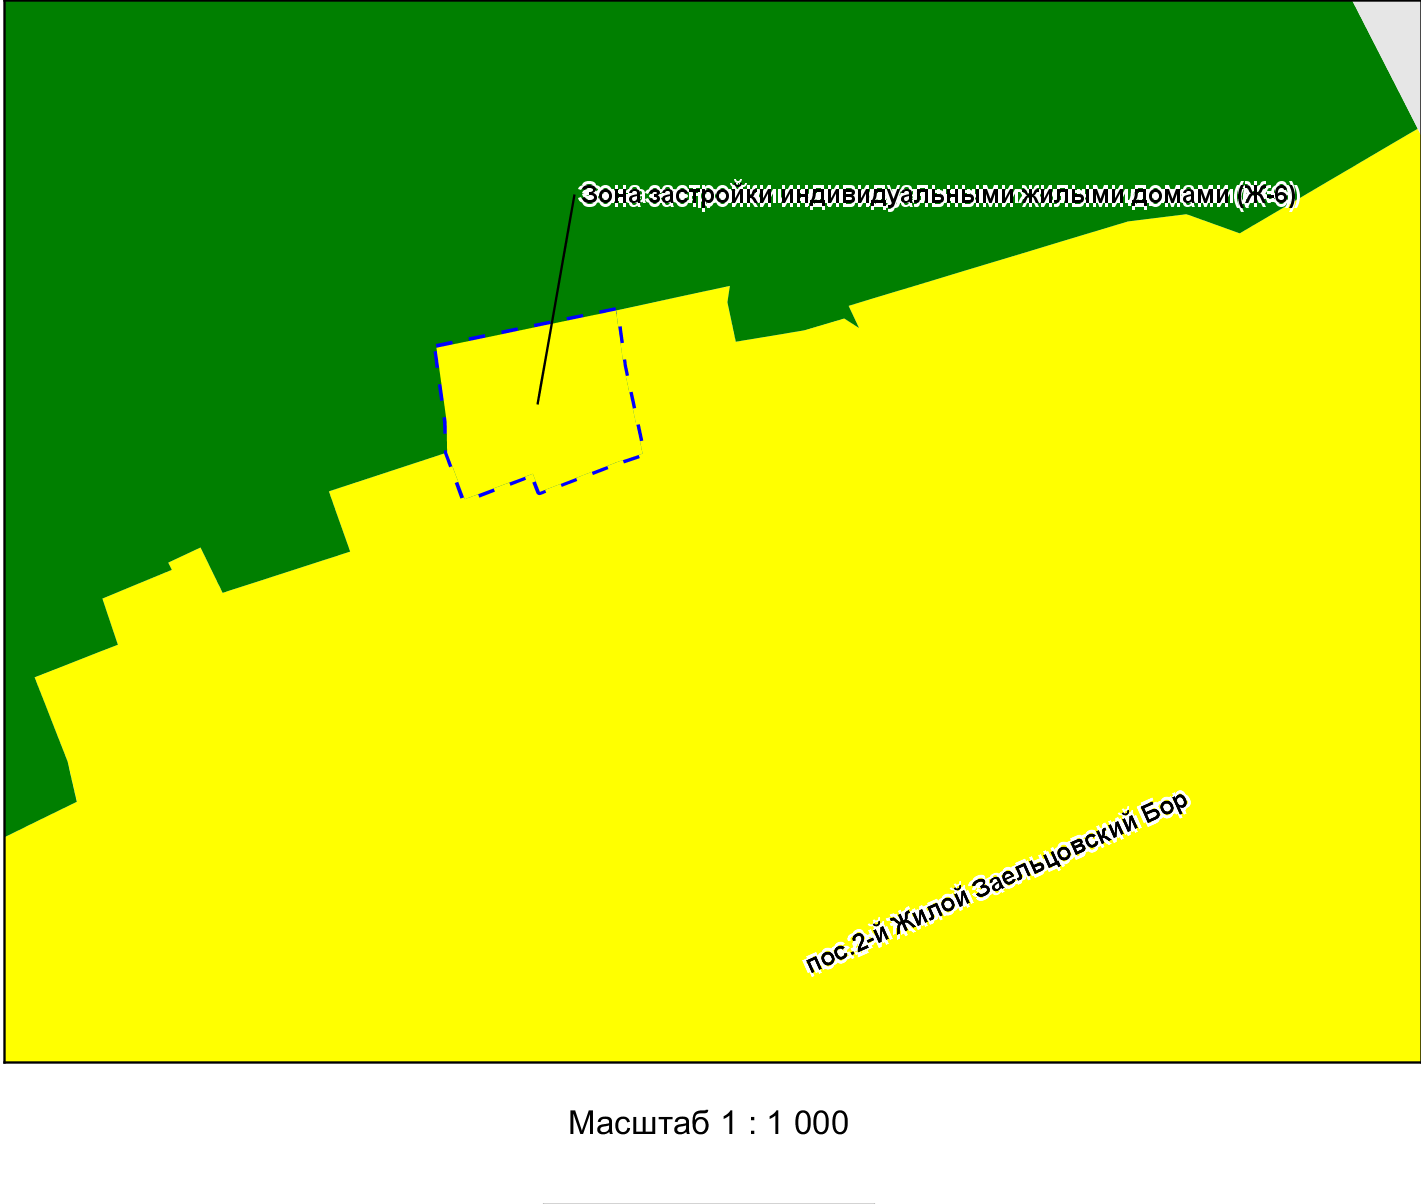 Зона застройки индивидуальными жилыми домами (Ж-6)
пос.2-й Жилой Заельцовский Бор
Масштаб 1 : 1 000